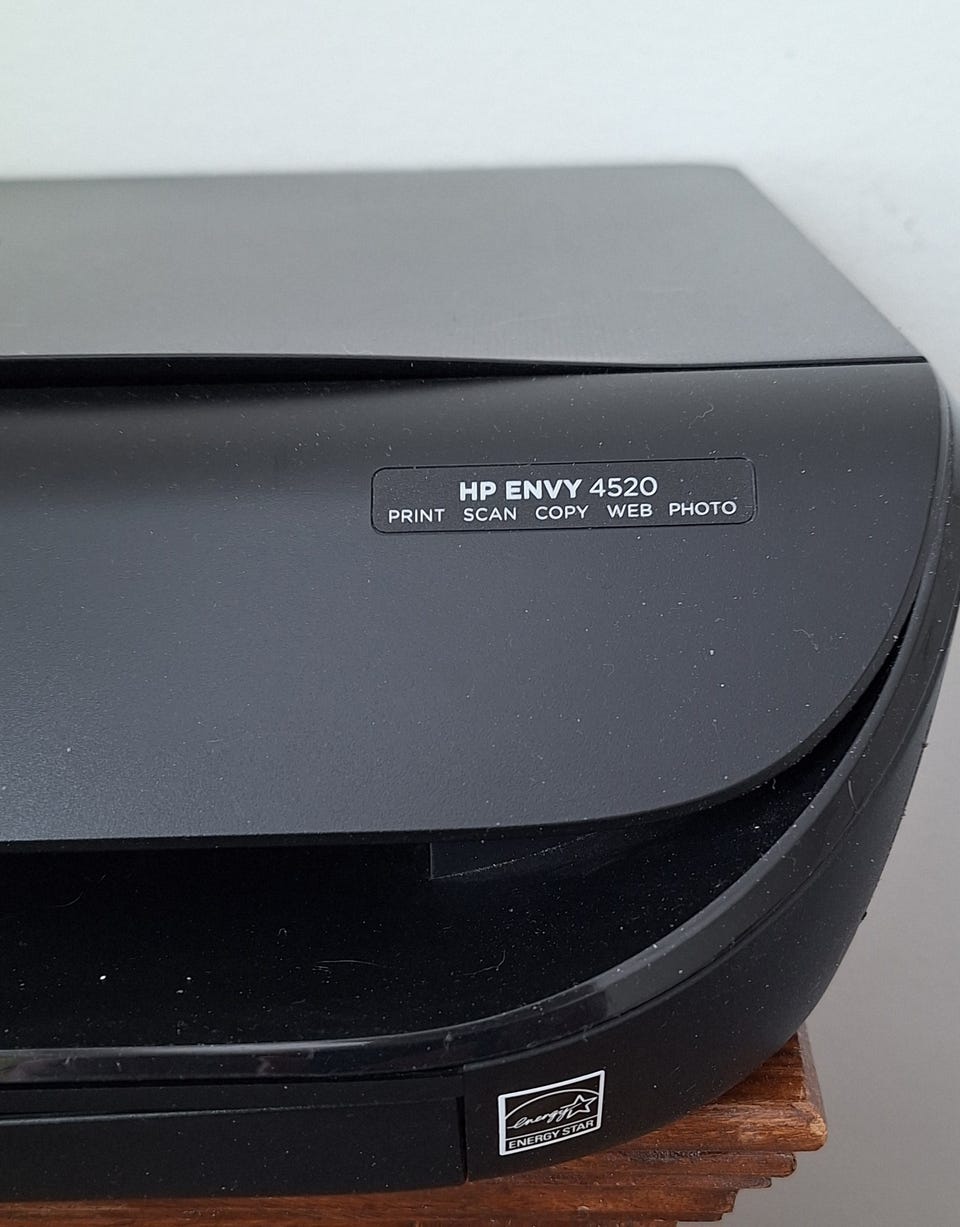 HP ENVY 4520
PRINT SCAN COPY WEB PHOTO
energy
ENERGY STAR